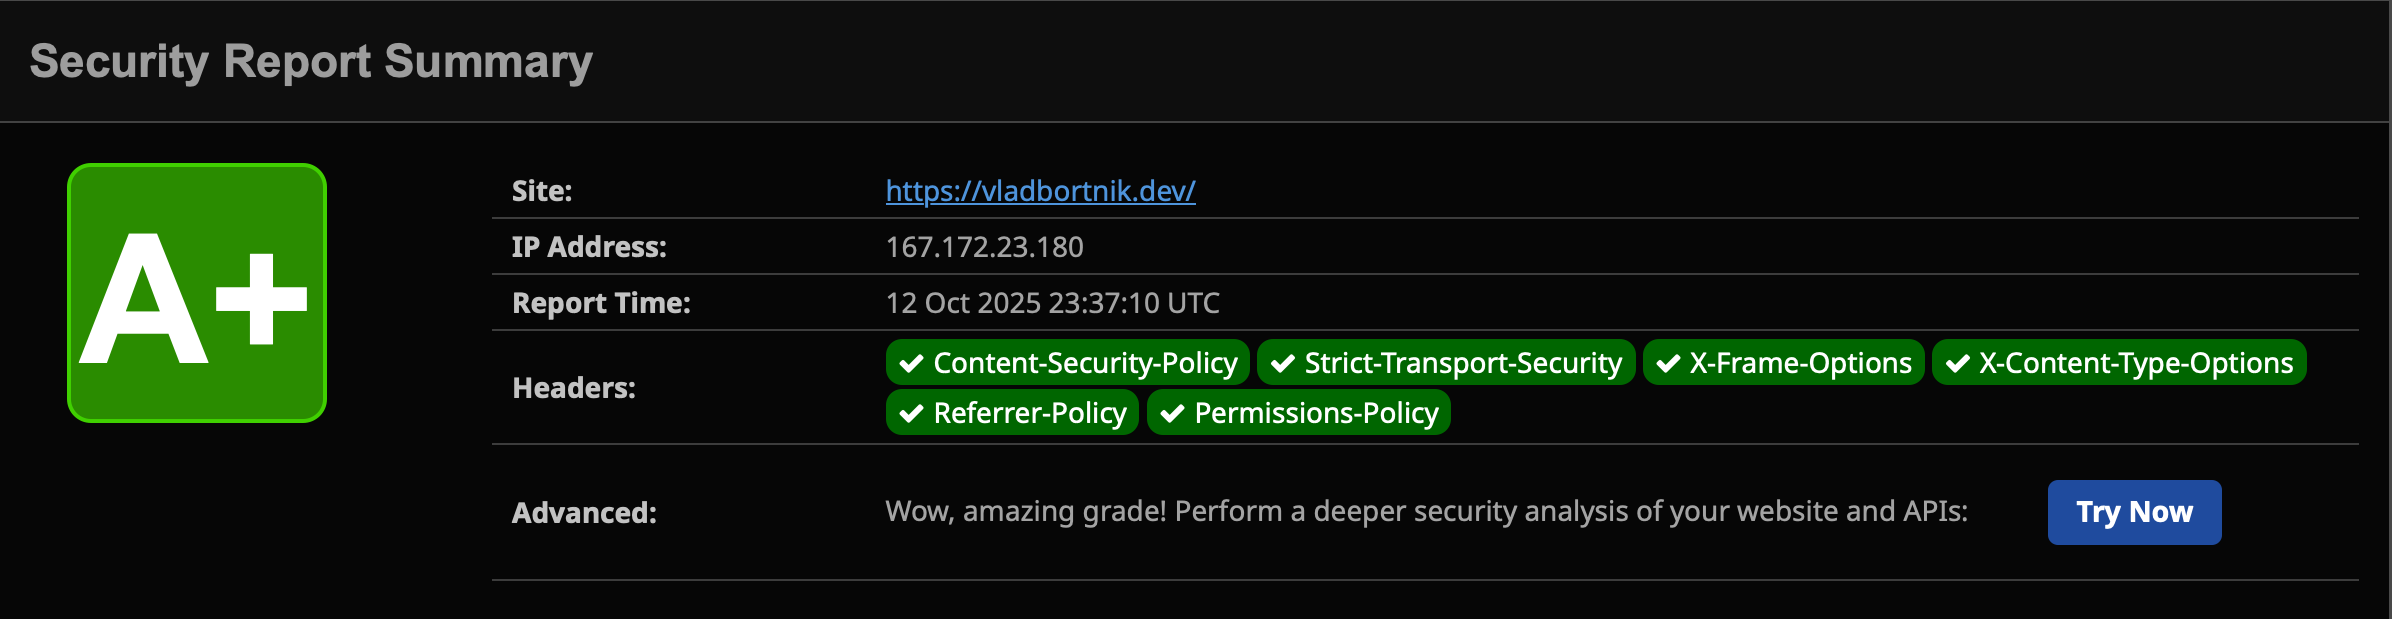 Security Report Summary
A+
Site: https://vladbortnik.dev/
IP Address: 167.172.23.180
Report Time: 12 Oct 2025 23:37:10 UTC
Headers: Content-Security-Policy Strict-Transport-Security X-Frame-Options X-Content-Type-Options
Referrer-Policy Permissions-Policy
Advanced: Wow, amazing grade! Perform a deeper security analysis of your website and APIs: Try Now